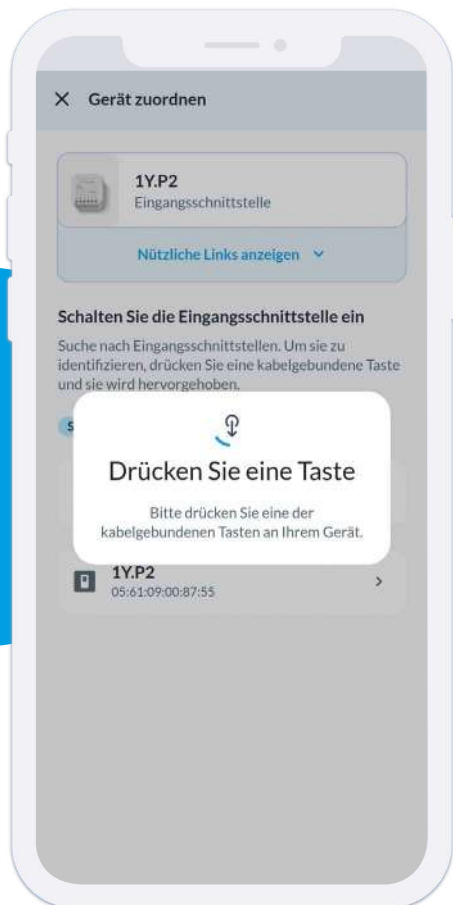 Gerät zuordnen
1Y.P2
Eingangsschnittstelle
Nützliche Links anzeigen
Schalten Sie die Eingangsschnittstelle ein
Suche nach Eingangsschnittstellen. Um sie zu
identifizieren, drücken Sie eine kabelgebundene Taste
und sie wird hervorgehoben.
Drücken Sie eine Taste
Bitte drücken Sie eine der
kabelgebundenen Tasten an Ihrem Gerät.
1Y.P2
05:61:09:00:87:55